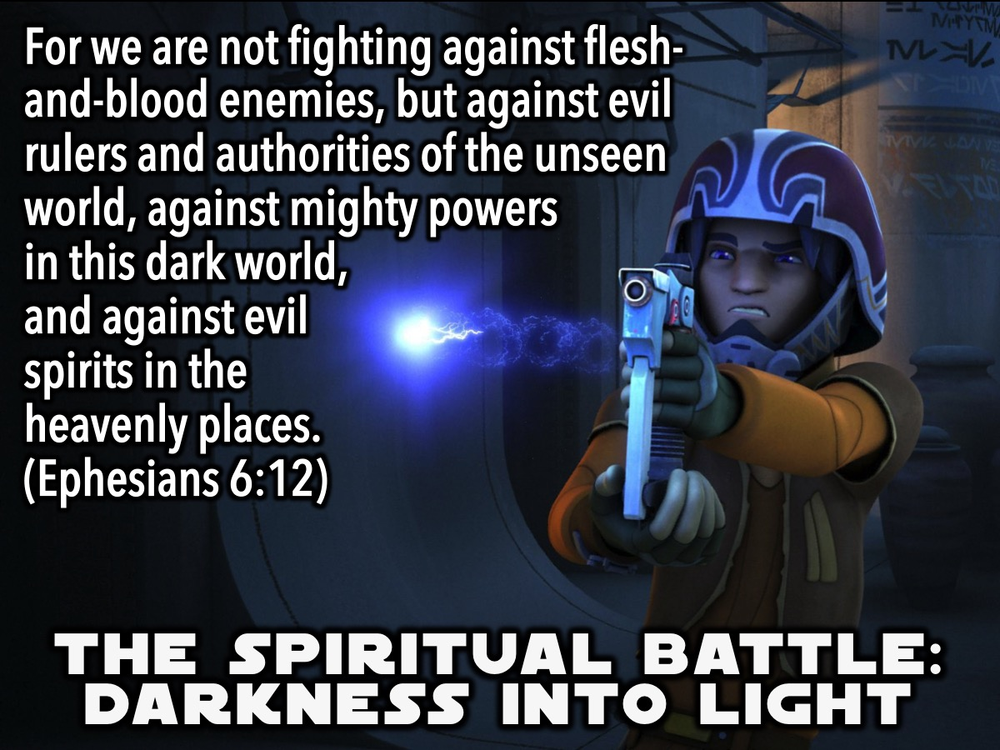 For we are not fighting against flesh-
and-blood enemies, but against evil
rulers and authorities of the unseen
world, against mighty powers
in this dark world,
and against evil
spirits in the
heavenly places.
(Ephesians 6:12)
THE SPIRITUAL BATTLE:
DARKNESS INTO LIGHT